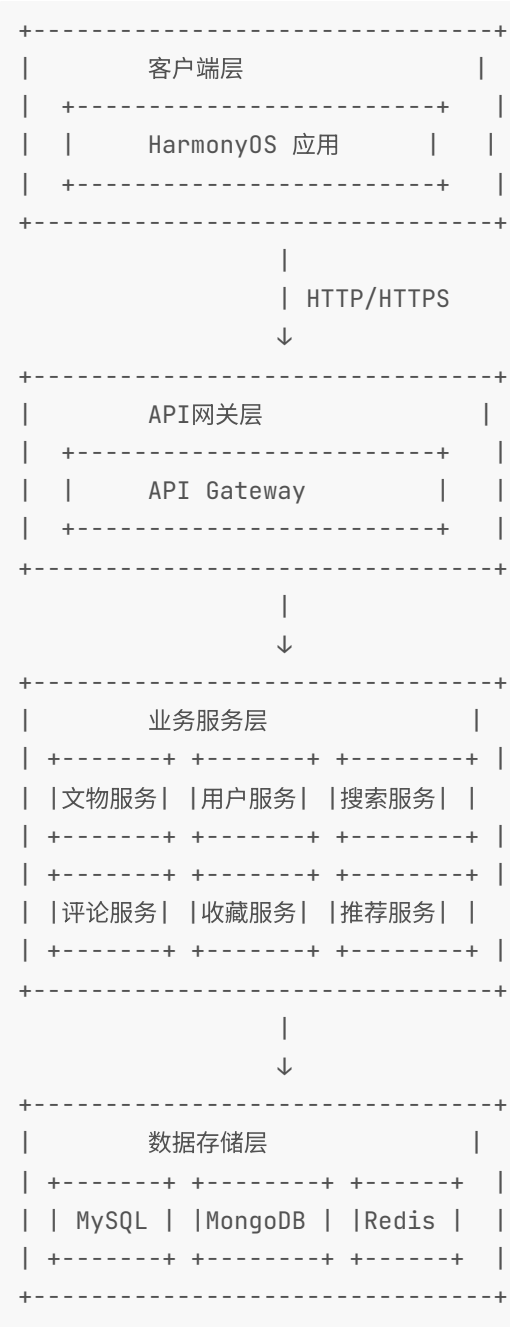 +--------------------------------+
|        客户端层                |
|  +-------------------------+   |
|  |     HarmonyOS 应用      |   |
|  +-------------------------+   |
+--------------------------------+
|
| HTTP/HTTPS
↓
+--------------------------------+
|        API网关层               |
|  +-------------------------+   |
|  |     API Gateway         |   |
|  +-------------------------+   |
+--------------------------------+
|
↓
+--------------------------------+
|        业务服务层              |
| +-------+ +-------+ +--------+ |
| |文物服务| |用户服务| |搜索服务| |
| +-------+ +-------+ +--------+ |
| +-------+ +-------+ +--------+ |
| |评论服务| |收藏服务| |推荐服务| |
| +-------+ +-------+ +--------+ |
+--------------------------------+
|
↓
+--------------------------------+
|        数据存储层              |
| +-------+ +--------+ +------+  |
| | MySQL | |MongoDB | |Redis |  |
| +-------+ +--------+ +------+  |
+--------------------------------+